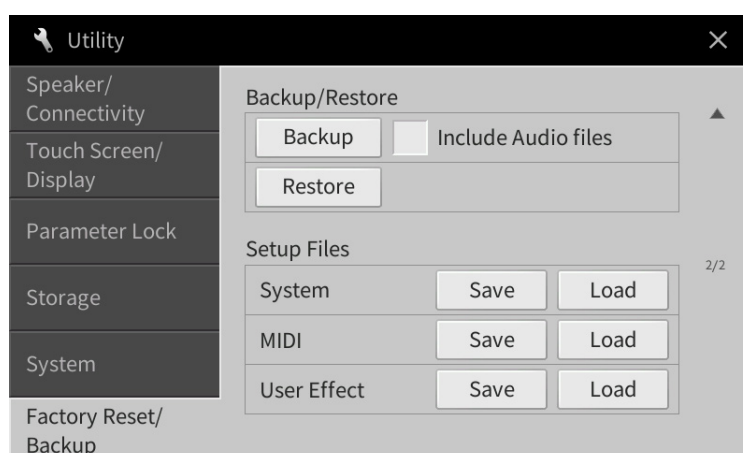 Utility
Speaker/
Connectivity
Touch Screen/
Display
Parameter Lock
Storage
System
Factory Reset/
Backup
Backup/Restore
Backup
Include Audio files
Restore
Setup Files
System Save Load
MIDI Save Load
User Effect Save Load
2/2